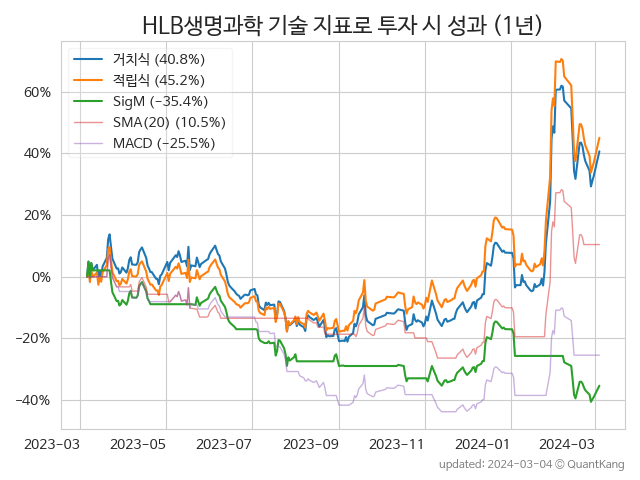 HLB생명과학 기술 지표로 투자 시 성과 (1년)
거치식 (40.8%)
적립식 (45.2%)
SigM (−35.4%)
SMA(20) (10.5%)
MACD (−25.5%)
60%
40%
20%
0%
−20%
−40%
2023-03 2023-05 2023-07 2023-09 2023-11 2024-01 2024-03
updated: 2024-03-04 © QuantKang